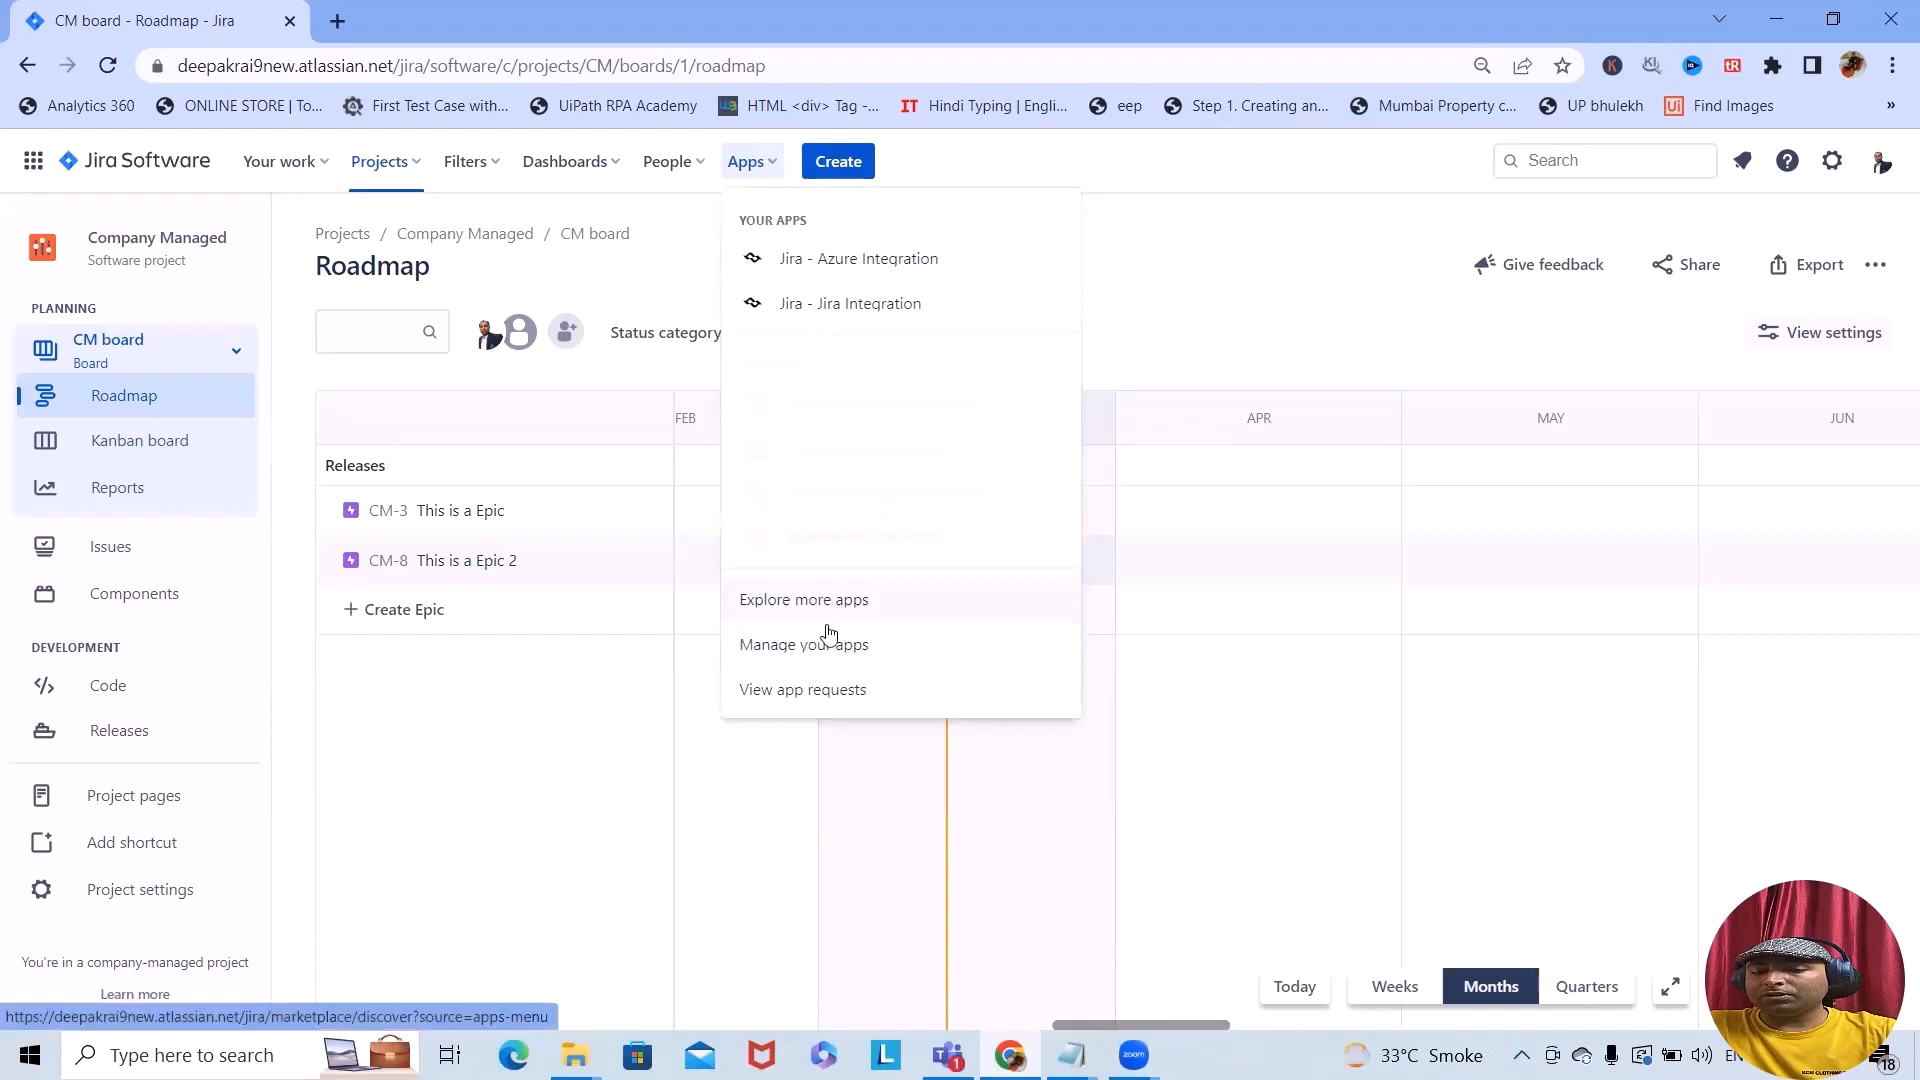 CM board - Roadmap - Jira
deepakrai9new.atlassian.net/jira/software/c/projects/CM/boards/1/roadmap
Analytics 360
ONLINE STORE | To...
First Test Case with...
UiPath RPA Academy
HTML <div> Tag -...
Hindi Typing | Engli...
eep
Step 1. Creating an...
Mumbai Property c...
UP bhulekh
Find Images
»
Jira Software
Your work
Projects
Filters
Dashboards
People
Apps
Create
Search
Company Managed
Software project
PLANNING
CM board
Board
Roadmap
Kanban board
Reports
Issues
Components
DEVELOPMENT
Code
Releases
Project pages
Add shortcut
Project settings
You're in a company-managed project
Learn more
Projects / Company Managed / CM board
Roadmap
Give feedback
Share
Export
Status category
View settings
YOUR APPS
Jira - Azure Integration
Jira - Jira Integration
Explore more apps
Manage your apps
View app requests
FEB
APR
MAY
JUN
Releases
CM-3 This is a Epic
CM-8 This is a Epic 2
+ Create Epic
Today
Weeks
Months
Quarters
https://deepakrai9new.atlassian.net/jira/marketplace/discover?source=apps-menu
Type here to search
L
1
zoom
33°C Smoke
18